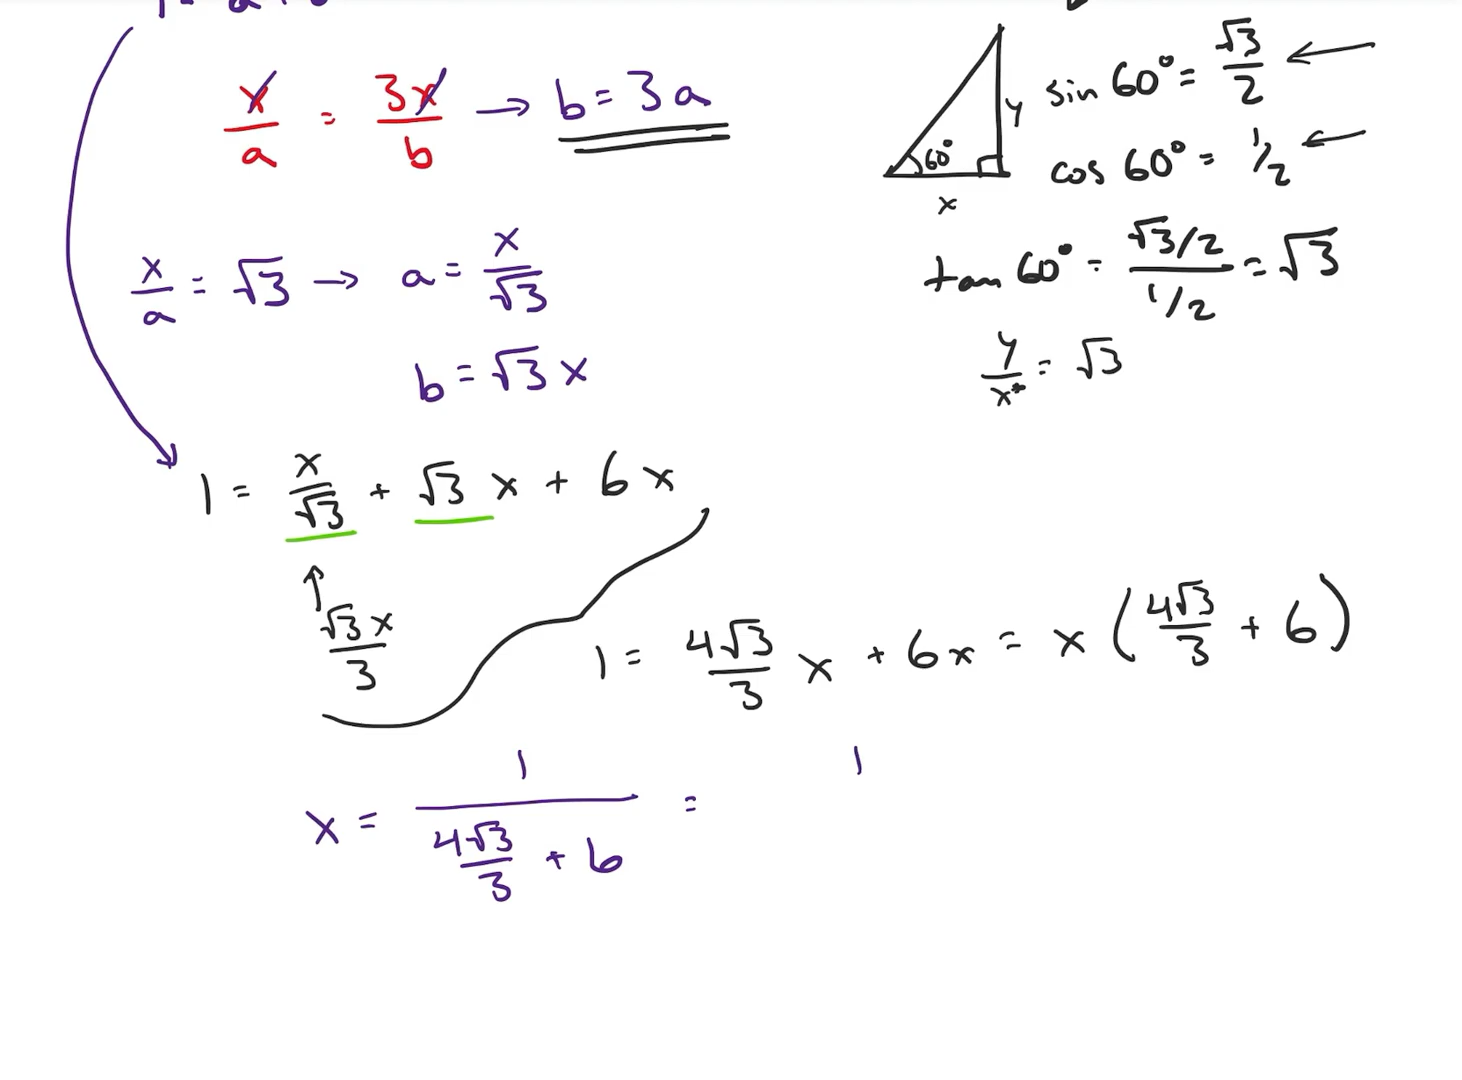 x/a = 3x/b → b = 3a
x/a = √3 → a = x/√3
b = √3 x
1 = x/√3 + √3 x + 6x
√3 x/3
1 = 4√3/3 x + 6x = x (4√3/3 + 6)
x = 1/(4√3/3 + 6) = 1
60°
y
x
sin 60° = √3/2 ←
cos 60° = 1/2 ←
tan 60° = (√3/2)/(1/2) = √3
y/x = √3